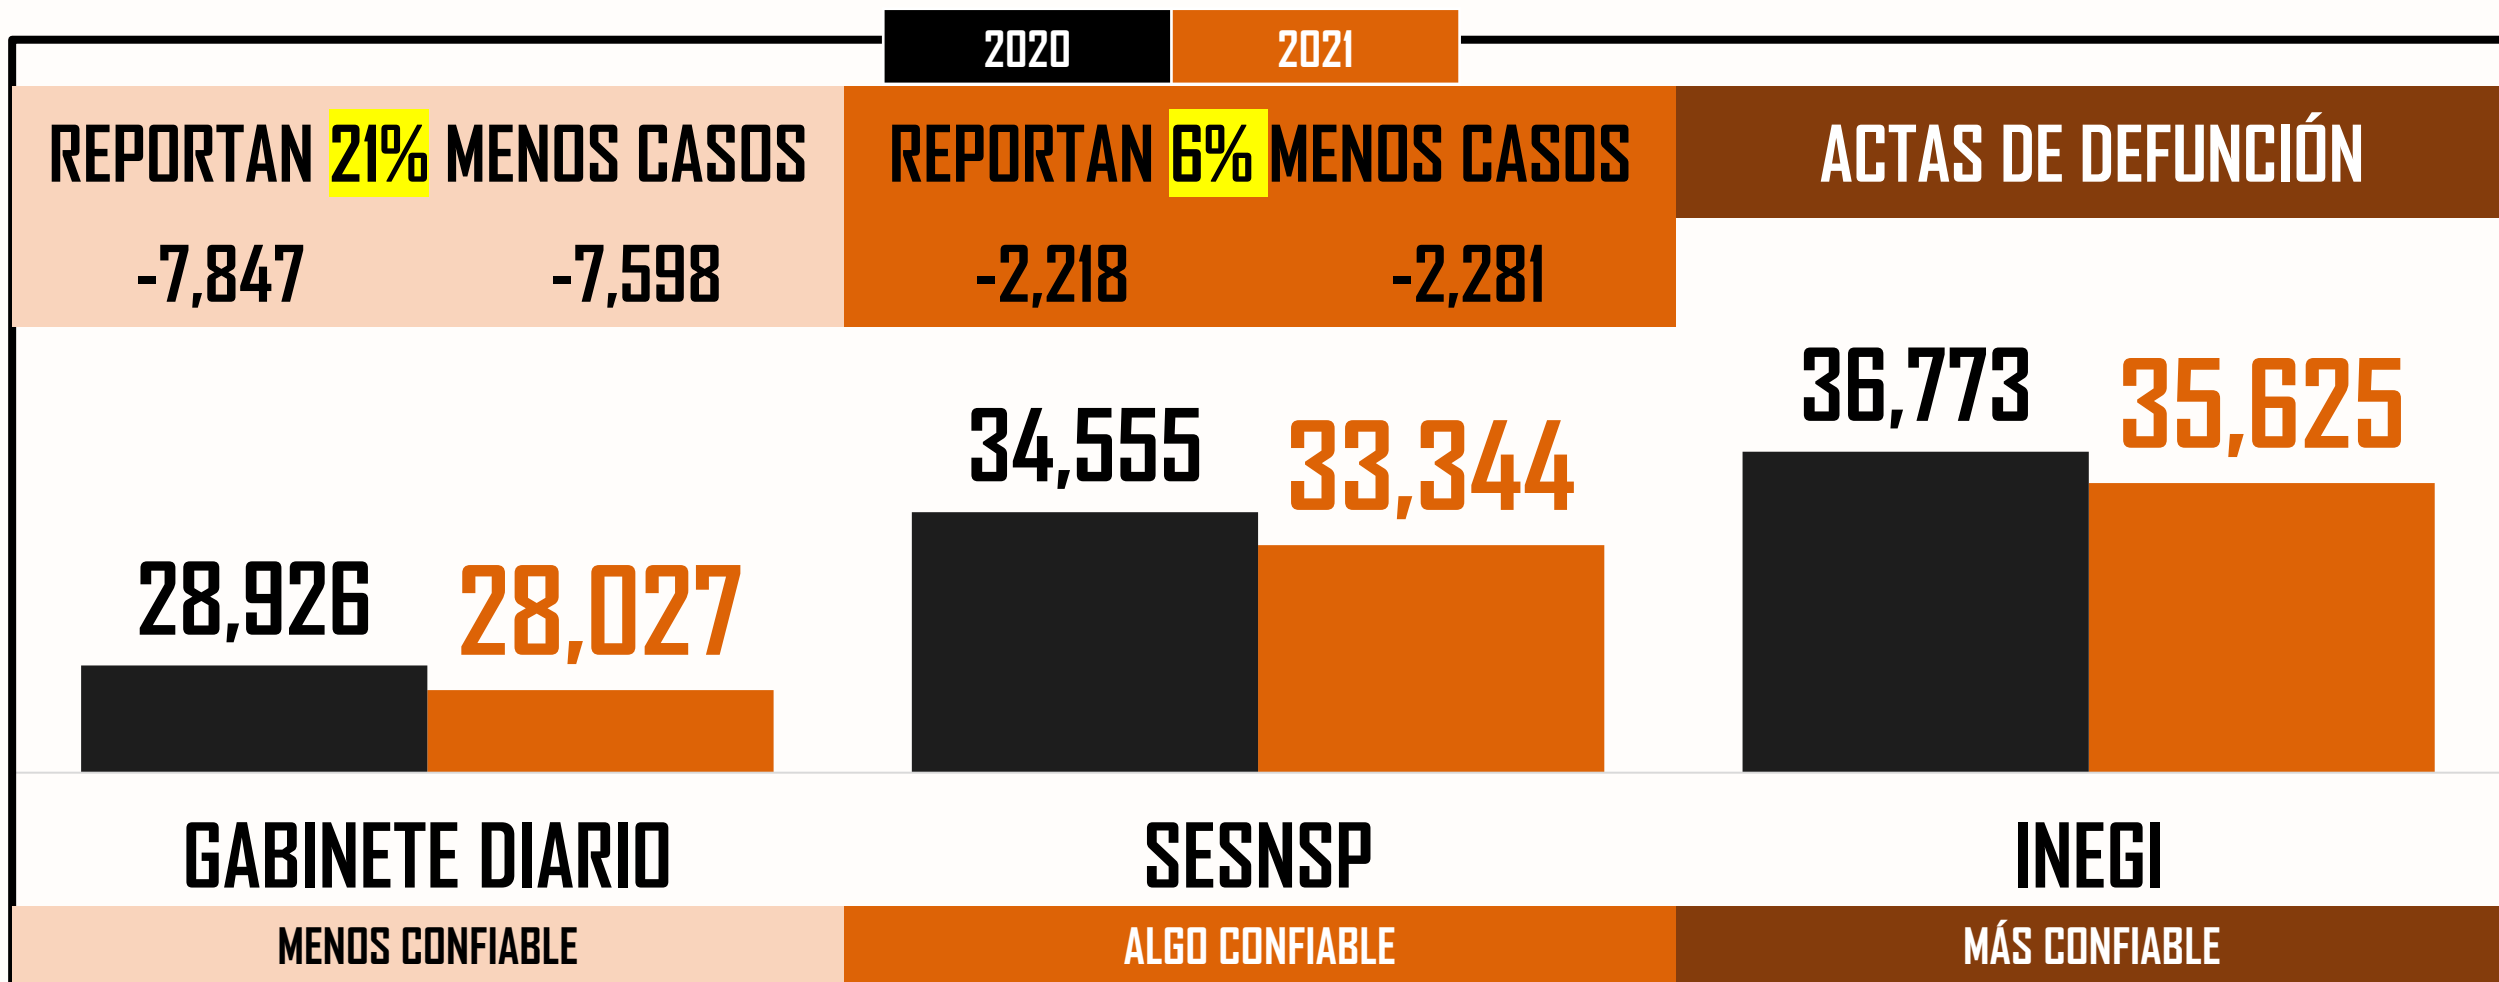 2020 2021
REPORTAN 21% MENOS CASOS
REPORTAN 6% MENOS CASOS
ACTAS DE DEFUNCIÓN
-7,847 -7,598 -2,218 -2,281
36,773 35,625
34,555 33,344
28,926 28,027
GABINETE DIARIO SESNSP INEGI
MENOS CONFIABLE ALGO CONFIABLE MÁS CONFIABLE